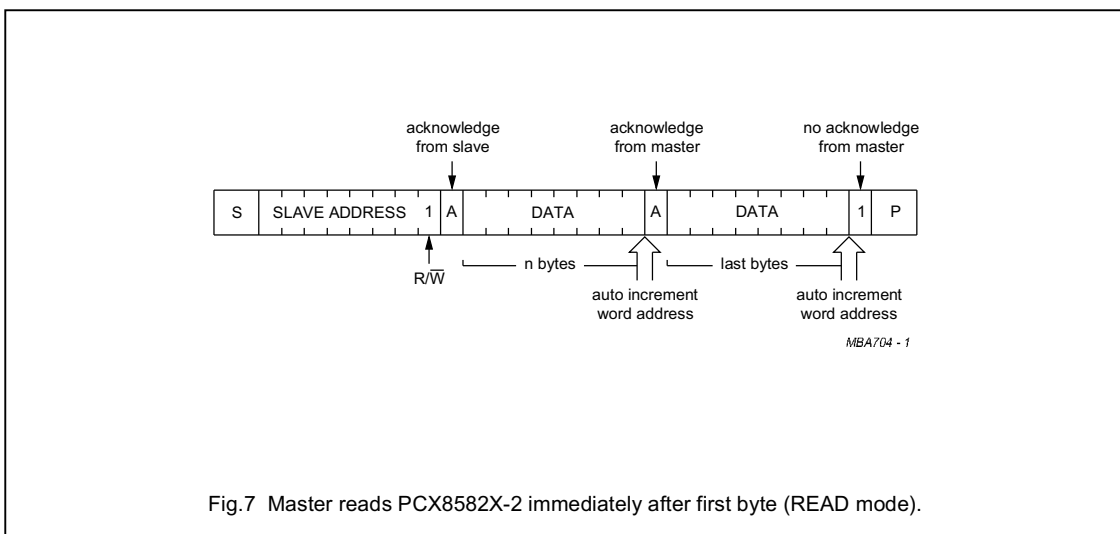 acknowledge
from slave
acknowledge
from master
no acknowledge
from master
S SLAVE ADDRESS 1 A DATA A DATA 1 P
R/W̅
n bytes
last bytes
auto increment
word address
auto increment
word address
MBA704 - 1
Fig.7 Master reads PCX8582X-2 immediately after first byte (READ mode).